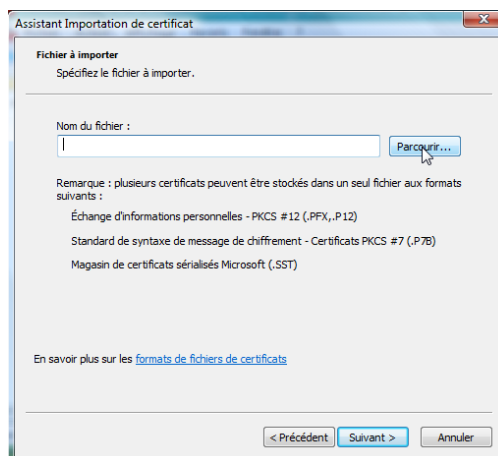 Assistant Importation de certificat
Fichier à importer
Spécifiez le fichier à importer.
Nom du fichier :
Parcourir...
Remarque : plusieurs certificats peuvent être stockés dans un seul fichier aux formats
suivants :
Échange d'informations personnelles - PKCS #12 (.PFX,.P12)
Standard de syntaxe de message de chiffrement - Certificats PKCS #7 (.P7B)
Magasin de certificats sérialisés Microsoft (.SST)
En savoir plus sur les formats de fichiers de certificats
< Précédent Suivant > Annuler